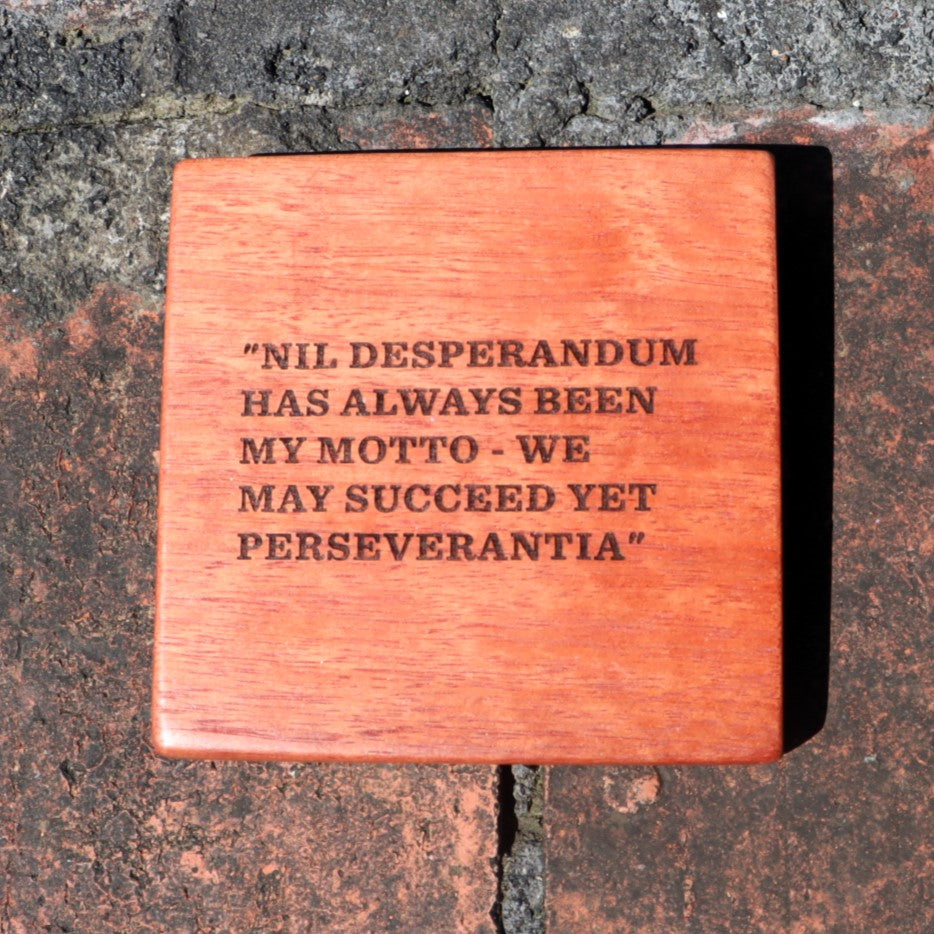 "NIL DESPERANDUM
HAS ALWAYS BEEN
MY MOTTO - WE
MAY SUCCEED YET
PERSEVERANTIA"